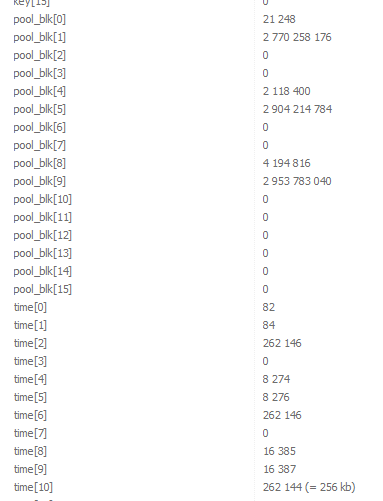 key[15] 0
pool_blk[0] 21 248
pool_blk[1] 2 770 258 176
pool_blk[2] 0
pool_blk[3] 0
pool_blk[4] 2 118 400
pool_blk[5] 2 904 214 784
pool_blk[6] 0
pool_blk[7] 0
pool_blk[8] 4 194 816
pool_blk[9] 2 953 783 040
pool_blk[10] 0
pool_blk[11] 0
pool_blk[12] 0
pool_blk[13] 0
pool_blk[14] 0
pool_blk[15] 0
time[0] 82
time[1] 84
time[2] 262 146
time[3] 0
time[4] 8 274
time[5] 8 276
time[6] 262 146
time[7] 0
time[8] 16 385
time[9] 16 387
time[10] 262 144 (= 256 kb)